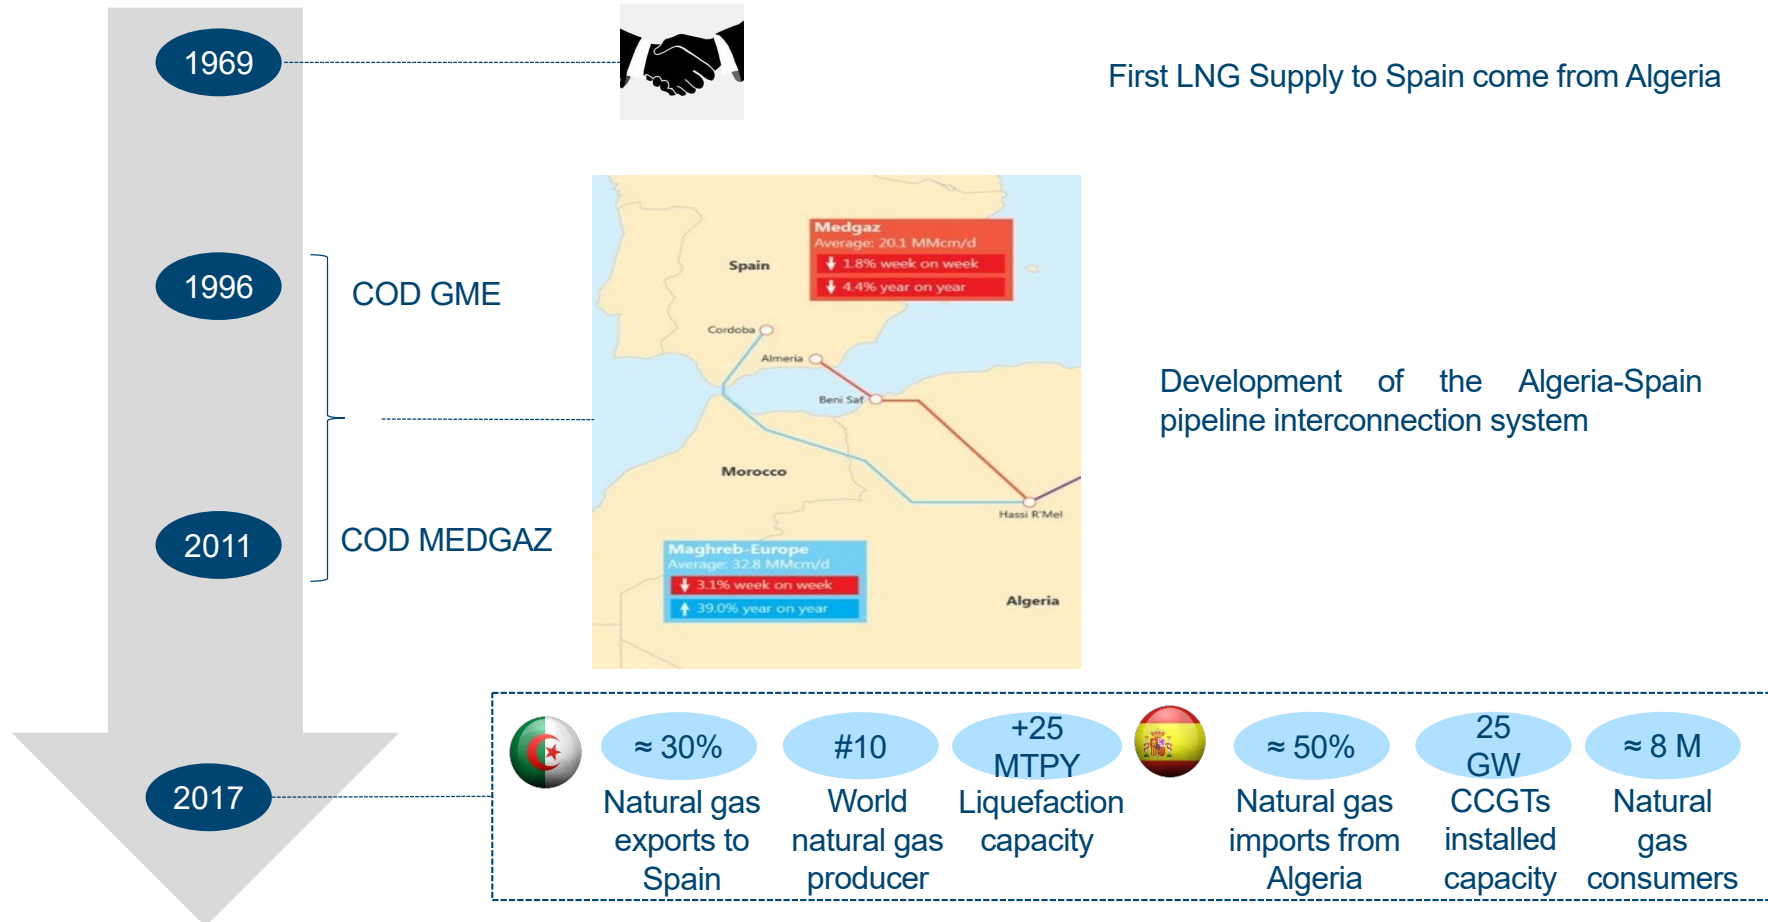 1969
First LNG Supply to Spain come from Algeria
1996
COD GME
2011
COD MEDGAZ
Medgaz
Average: 20.1 MMcm/d
1.8% week on week
4.4% year on year
Spain
Cordoba
Almeria
Beni Saf
Morocco
Hassi R'Mel
Maghreb-Europe
Average: 32.8 MMcm/d
3.1% week on week
39.0% year on year
Algeria
Development of the Algeria-Spain
pipeline interconnection system
2017
≈ 30%
Natural gas
exports to
Spain
#10
World
natural gas
producer
+25
MTPY
Liquefaction
capacity
≈ 50%
Natural gas
imports from
Algeria
25
GW
CCGTs
installed
capacity
≈ 8 M
Natural
gas
consumers